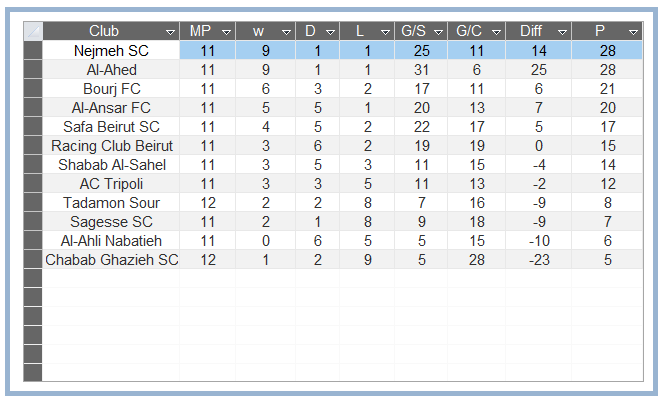 Club MP w D L G/S G/C Diff P
Nejmeh SC 11 9 1 1 25 11 14 28
Al-Ahed 11 9 1 1 31 6 25 28
Bourj FC 11 6 3 2 17 11 6 21
Al-Ansar FC 11 5 5 1 20 13 7 20
Safa Beirut SC 11 4 5 2 22 17 5 17
Racing Club Beirut 11 3 6 2 19 19 0 15
Shabab Al-Sahel 11 3 5 3 11 15 -4 14
AC Tripoli 11 3 3 5 11 13 -2 12
Tadamon Sour 12 2 2 8 7 16 -9 8
Sagesse SC 11 2 1 8 9 18 -9 7
Al-Ahli Nabatieh 11 0 6 5 5 15 -10 6
Chabab Ghazieh SC 12 1 2 9 5 28 -23 5